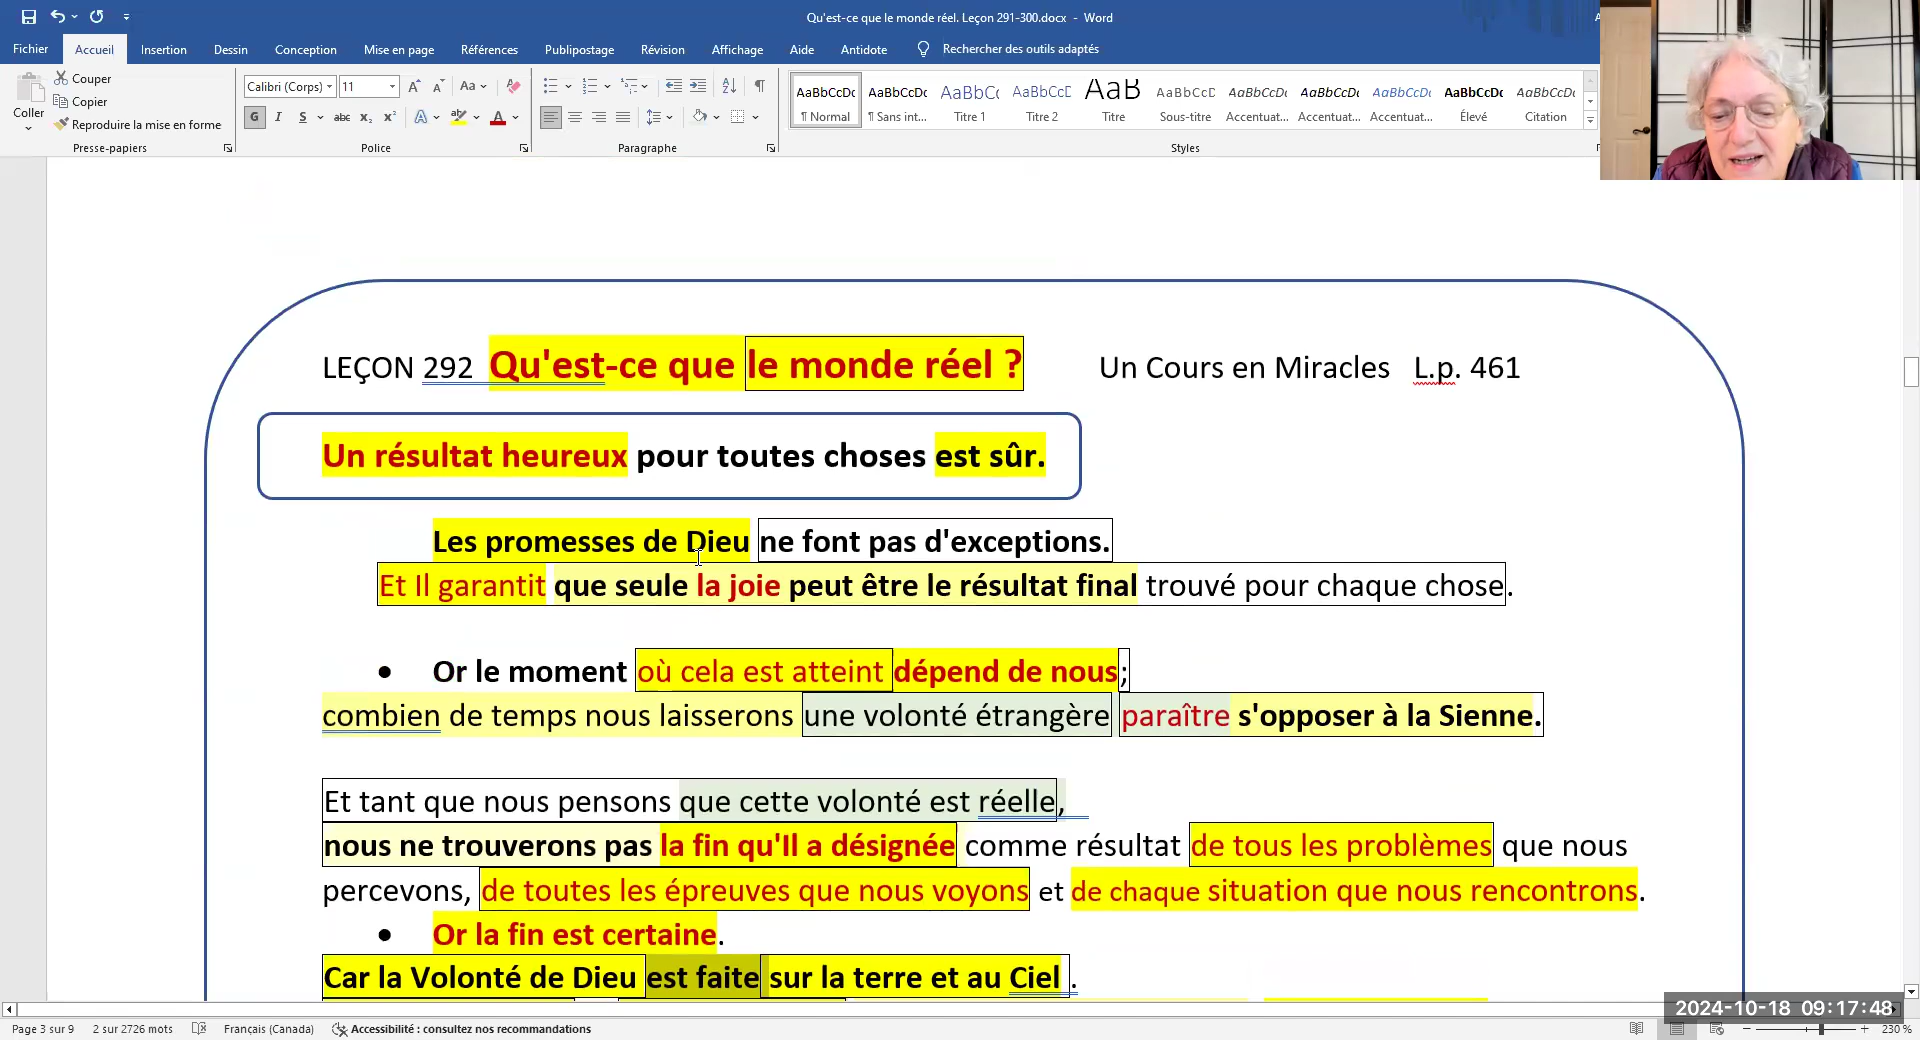 Qu'est-ce que le monde réel. Leçon 291-300.docx - Word
Fichier Accueil Insertion Dessin Conception Mise en page Références Publipostage Révision Affichage Aide Antidote Rechercher des outils adaptés
Coller
Couper
Copier
Reproduire la mise en forme
Presse-papiers
Calibri (Corps) 11
Police
Paragraphe
AaBbCcDc AaBbCcDc AaBbCc AaBbCcD AaB AaBbCcD AaBbCcDc AaBbCcDc AaBbCcDc AaBbCcDc AaBbCcDc
¶ Normal ¶ Sans int... Titre 1 Titre 2 Titre Sous-titre Accentuat... Accentuat... Accentuat... Élevé Citation
Styles
LEÇON 292 Qu'est-ce que le monde réel ? Un Cours en Miracles L.p. 461
Un résultat heureux pour toutes choses est sûr.
Les promesses de Dieu ne font pas d'exceptions.
Et Il garantit que seule la joie peut être le résultat final trouvé pour chaque chose.
• Or le moment où cela est atteint dépend de nous;
combien de temps nous laisserons une volonté étrangère paraître s'opposer à la Sienne.
Et tant que nous pensons que cette volonté est réelle,
nous ne trouverons pas la fin qu'Il a désignée comme résultat de tous les problèmes que nous
percevons, de toutes les épreuves que nous voyons et de chaque situation que nous rencontrons.
• Or la fin est certaine.
Car la Volonté de Dieu est faite sur la terre et au Ciel .
2024-10-18 09:17:48
Page 3 sur 9 2 sur 2726 mots Français (Canada) Accessibilité : consultez nos recommandations 230 %